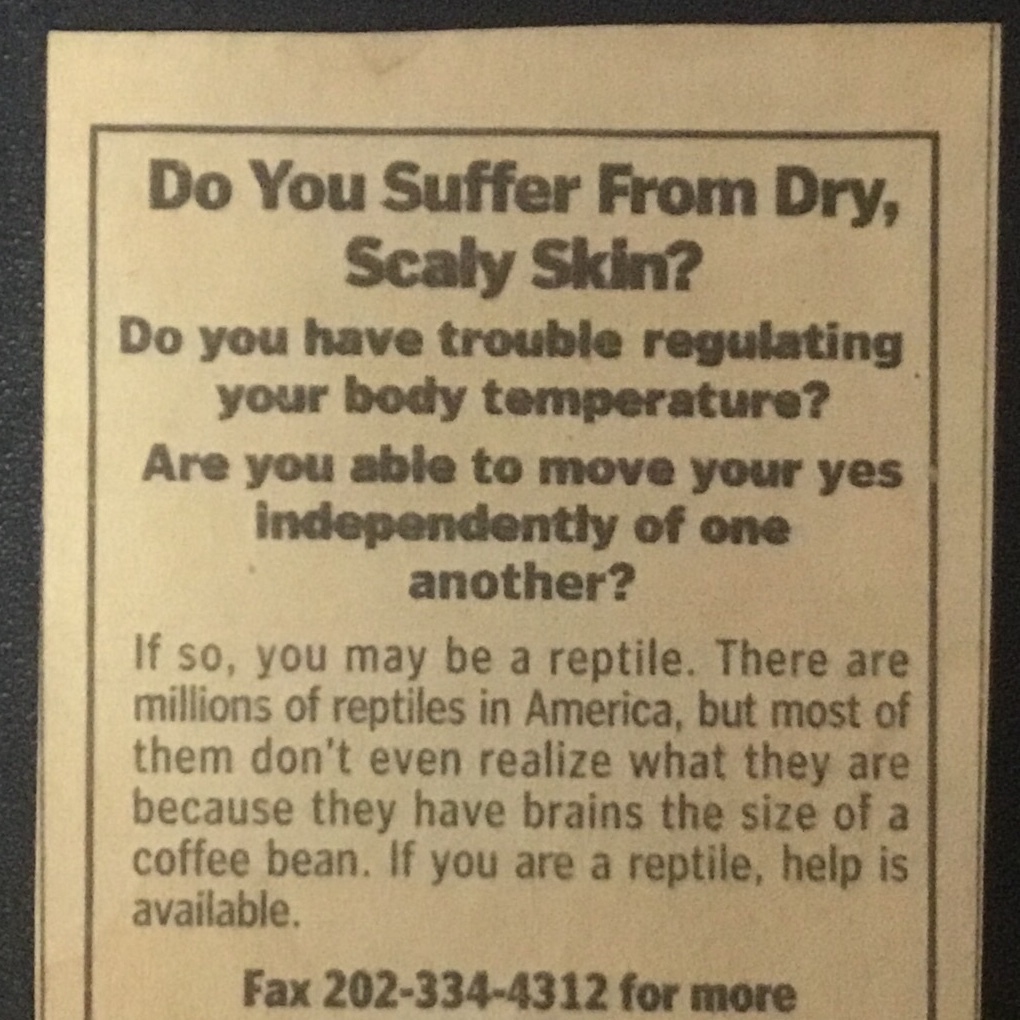 Do You Suffer From Dry,
Scaly Skin?
Do you have trouble regulating
your body temperature?
Are you able to move your yes
independently of one
another?
If so, you may be a reptile. There are
millions of reptiles in America, but most of
them don't even realize what they are
because they have brains the size of a
coffee bean. If you are a reptile, help is
available.
Fax 202-334-4312 for more